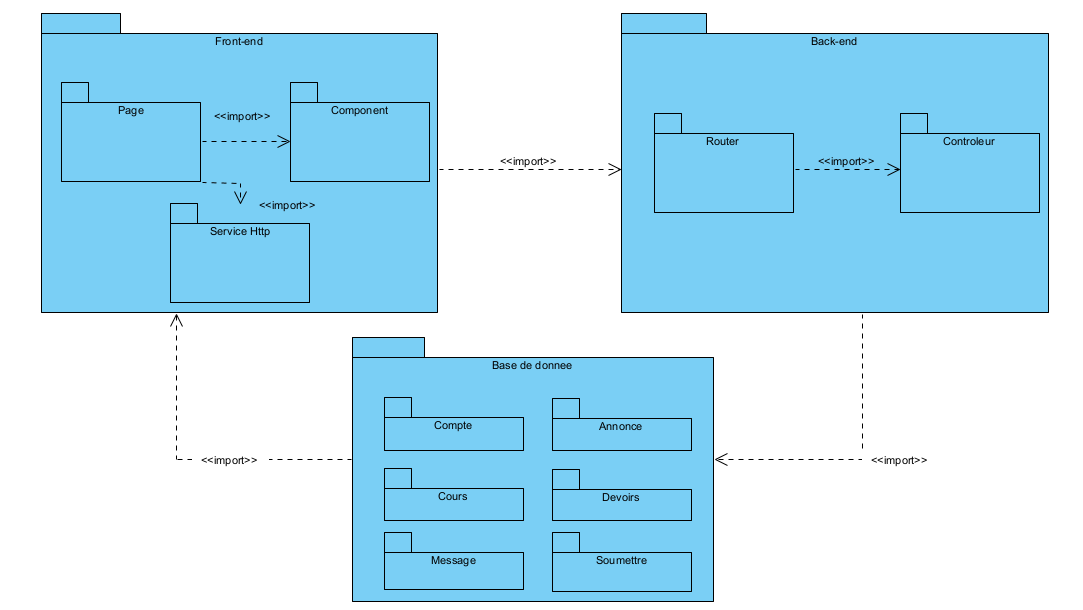 Front-end
Back-end
Page
<<import>>
Component
<<import>>
Service Http
<<import>>
Router
<<import>>
Controleur
Base de donnee
Compte
Annonce
Cours
Devoirs
Message
Soumettre
<<import>>
<<import>>